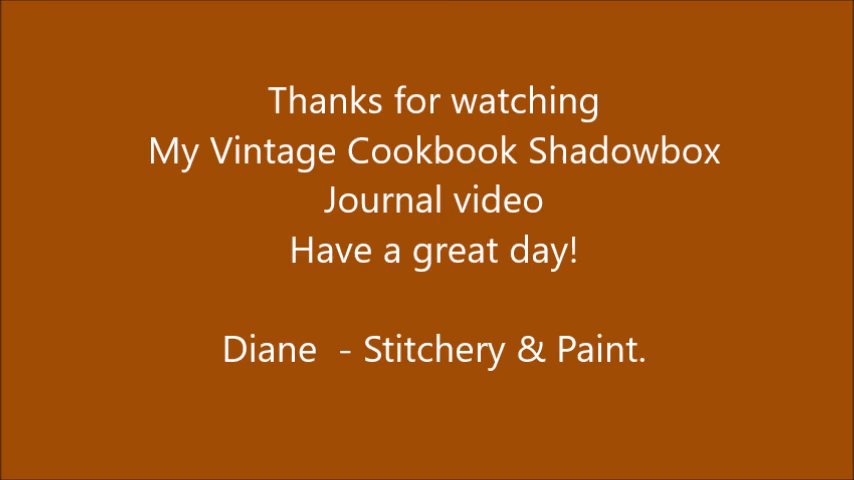 Thanks for watching
My Vintage Cookbook Shadowbox
Journal video
Have a great day!
Diane  - Stitchery & Paint.